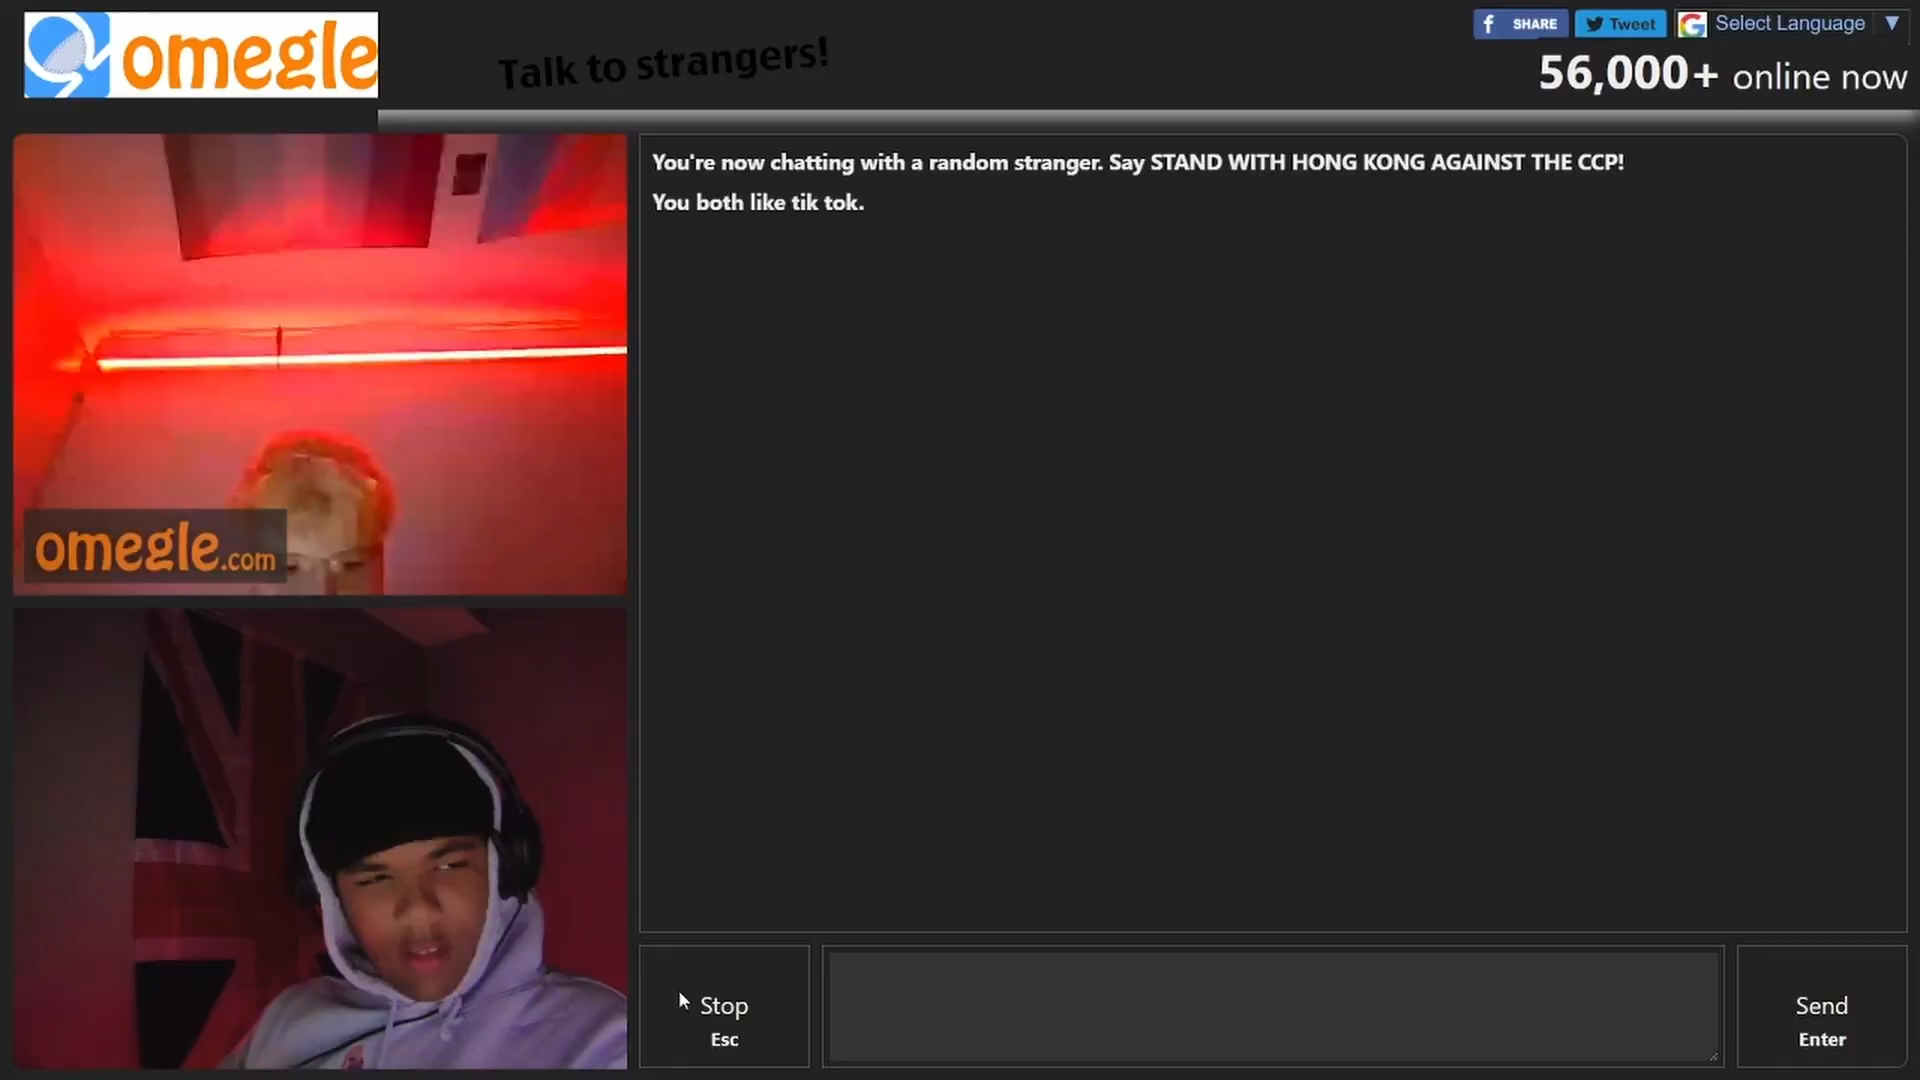 omegle
Talk to strangers!
SHARE
Tweet
Select Language
56,000+ online now
You're now chatting with a random stranger. Say STAND WITH HONG KONG AGAINST THE CCP!
You both like tik tok.
omegle.com
Stop
Esc
Send
Enter